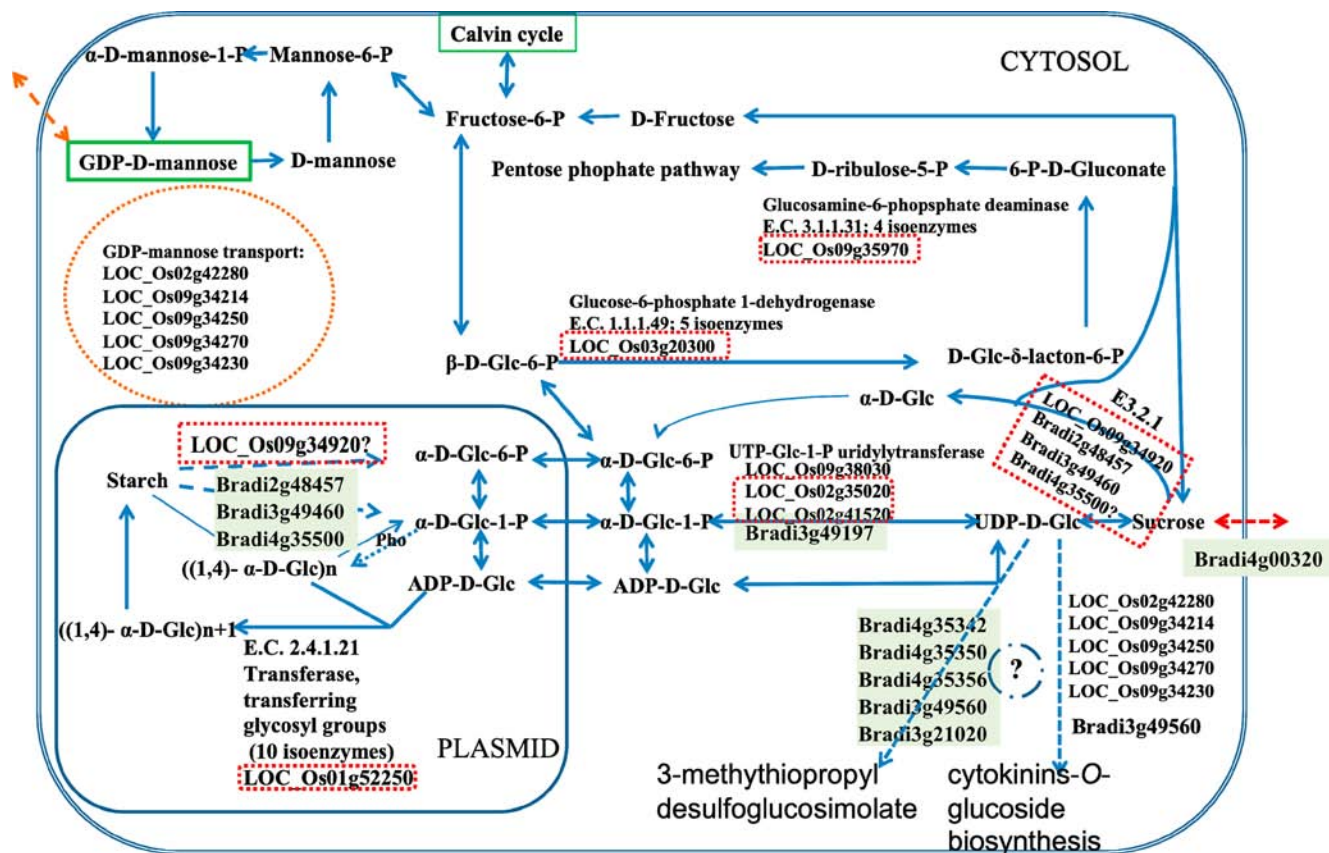 Calvin cycle
CYTOSOL
α-D-mannose-1-P
Mannose-6-P
Fructose-6-P
D-Fructose
GDP-D-mannose
D-mannose
Pentose phophate pathway
D-ribulose-5-P
6-P-D-Gluconate
Glucosamine-6-phopsphate deaminase
E.C. 3.1.1.31; 4 isoenzymes
LOC_Os09g35970
GDP-mannose transport:
LOC_Os02g42280
LOC_Os09g34214
LOC_Os09g34250
LOC_Os09g34270
LOC_Os09g34230
Glucose-6-phosphate 1-dehydrogenase
E.C. 1.1.1.49; 5 isoenzymes
LOC_Os03g20300
β-D-Glc-6-P
D-Glc-δ-lacton-6-P
α-D-Glc
E3.2.1
LOC_Os09g34920
Bradi2g48457
Bradi3g49460
Bradi4g35500?
LOC_Os09g34920?
Starch
Bradi2g48457
Bradi3g49460
Bradi4g35500
Pho
((1,4)- α-D-Glc)n
((1,4)- α-D-Glc)n+1
α-D-Glc-6-P
α-D-Glc-1-P
ADP-D-Glc
α-D-Glc-6-P
α-D-Glc-1-P
ADP-D-Glc
UTP-Glc-1-P uridylytransferase
LOC_Os09g38030
LOC_Os02g35020
LOC_Os02g41520
Bradi3g49197
UDP-D-Glc
Sucrose
Bradi4g00320
E.C. 2.4.1.21
Transferase,
transferring
glycosyl groups
(10 isoenzymes)
LOC_Os01g52250
PLASMID
Bradi4g35342
Bradi4g35350
Bradi4g35356
Bradi3g49560
Bradi3g21020
?
LOC_Os02g42280
LOC_Os09g34214
LOC_Os09g34250
LOC_Os09g34270
LOC_Os09g34230
Bradi3g49560
3-methythiopropyl
desulfoglucosimolate
cytokinins-O-
glucoside
biosynthesis